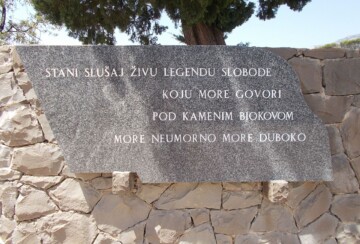 STANI SLUŠAJ ŽIVU LEGENDU SLOBODE
KOJU MORE GOVORI
POD KAMENIM BJOKOVOM
MORE NEUMORNO MORE DUBOKO